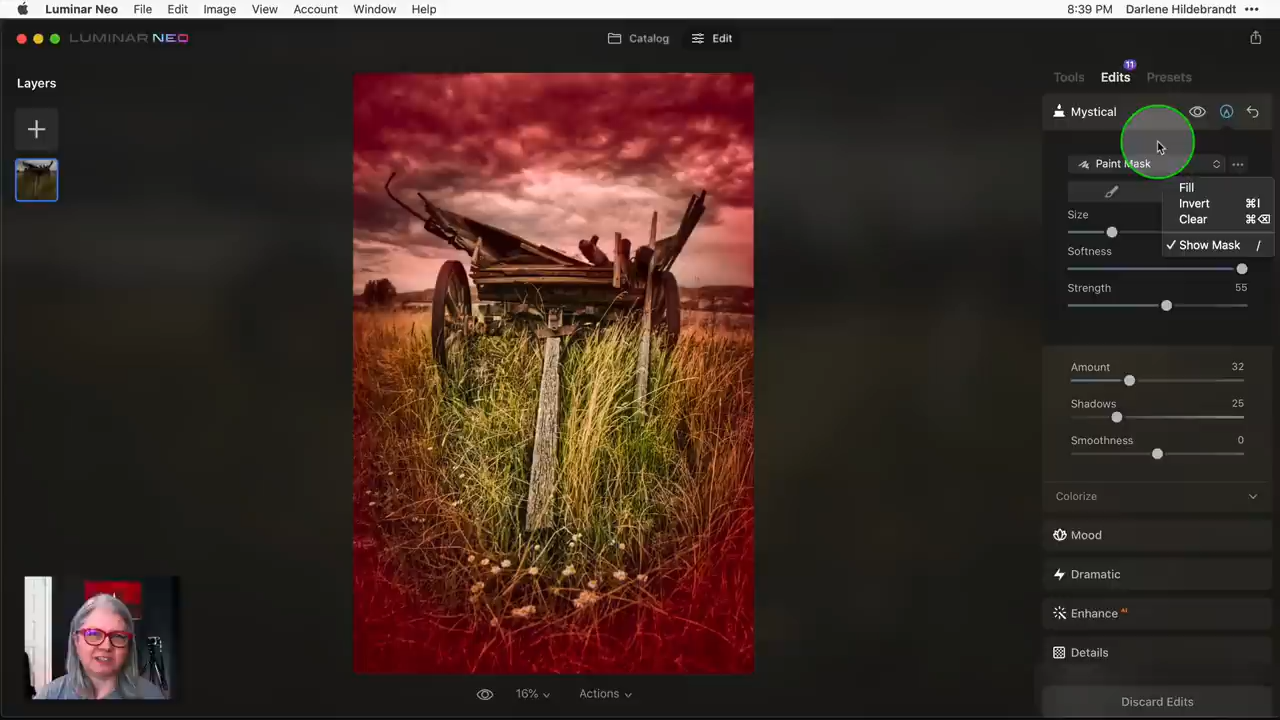 Luminar Neo File Edit Image View Account Window Help 8:39 PM Darlene Hildebrandt •••
LUMINAR NEO Catalog Edit
Layers
11
Tools Edits Presets
Mystical
Paint Mask
Fill
Invert ⌘I
Clear ⌘⌫
Show Mask /
Size
Softness
Strength 55
Amount 32
Shadows 25
Smoothness 0
Colorize
Mood
Dramatic
Enhance AI
Details
16% Actions
Discard Edits